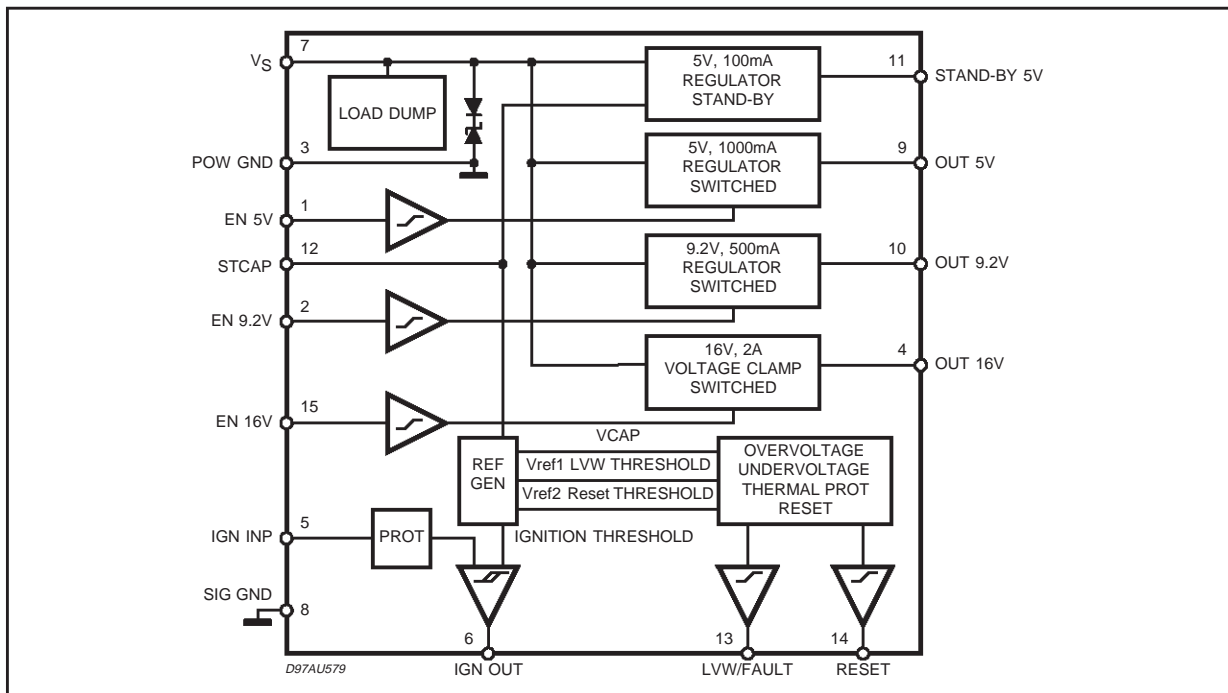 7
VS
5V, 100mA
REGULATOR
STAND-BY
11
STAND-BY 5V
LOAD DUMP
3
POW GND
5V, 1000mA
REGULATOR
SWITCHED
9
OUT 5V
1
EN 5V
12
STCAP
9.2V, 500mA
REGULATOR
SWITCHED
10
OUT 9.2V
2
EN 9.2V
16V, 2A
VOLTAGE CLAMP
SWITCHED
4
OUT 16V
15
EN 16V
VCAP
REF
GEN
Vref1 LVW THRESHOLD
Vref2 Reset THRESHOLD
OVERVOLTAGE
UNDERVOLTAGE
THERMAL PROT
RESET
5
IGN INP
PROT
IGNITION THRESHOLD
SIG GND
8
6
13
14
D97AU579
IGN OUT
LVW/FAULT
RESET